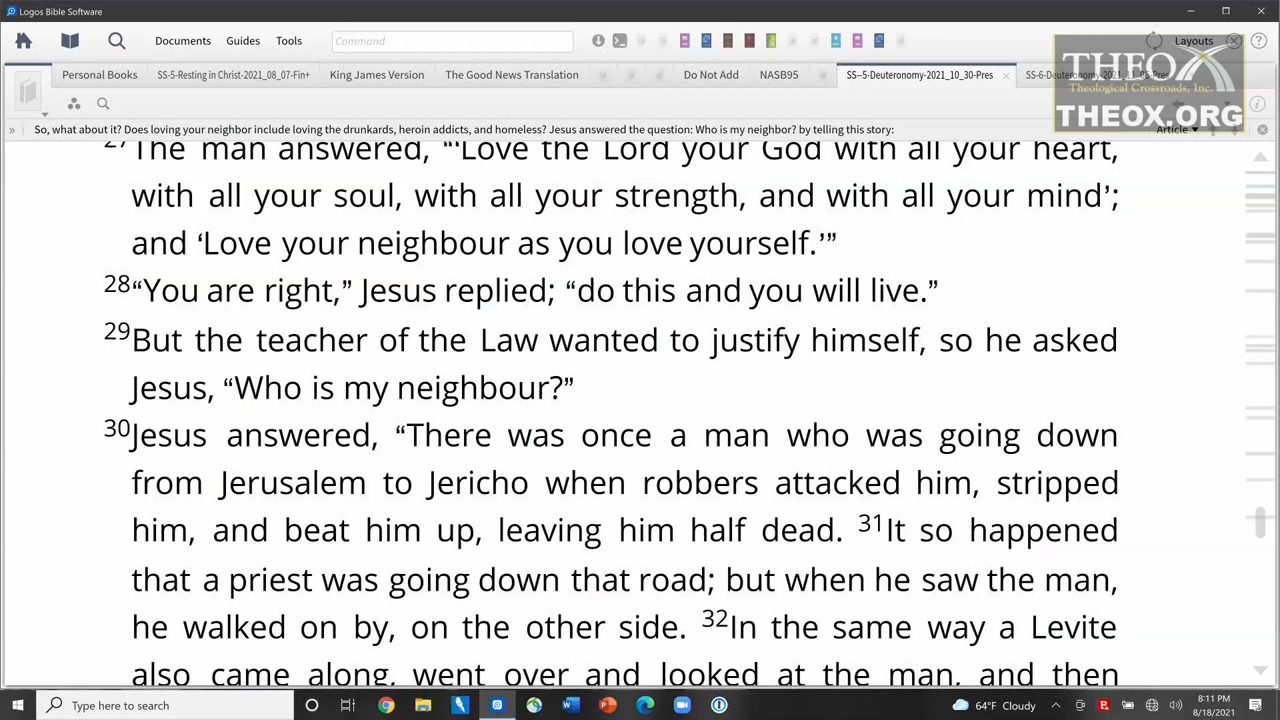 Logos Bible Software
Documents Guides Tools Command Layouts
Personal Books SS-5-Resting in Christ-2021_08_07-Fin+ King James Version The Good News Translation Do Not Add NASB95 SS--5-Deuteronomy-2021_10_30-Pres
THEOX
Theological Crossroads, Inc.
THEOX.ORG
So, what about it? Does loving your neighbor include loving the drunkards, heroin addicts, and homeless? Jesus answered the question: Who is my neighbor? by telling this story: Article
27The man answered, “‘Love the Lord your God with all your heart,
with all your soul, with all your strength, and with all your mind’;
and ‘Love your neighbour as you love yourself.’”
28“You are right,” Jesus replied; “do this and you will live.”
29But the teacher of the Law wanted to justify himself, so he asked
Jesus, “Who is my neighbour?”
30Jesus answered, “There was once a man who was going down
from Jerusalem to Jericho when robbers attacked him, stripped
him, and beat him up, leaving him half dead. 31It so happened
that a priest was going down that road; but when he saw the man,
he walked on by, on the other side. 32In the same way a Levite
also came along, went over and looked at the man, and then
Type here to search 64°F Cloudy 8:11 PM
8/18/2021